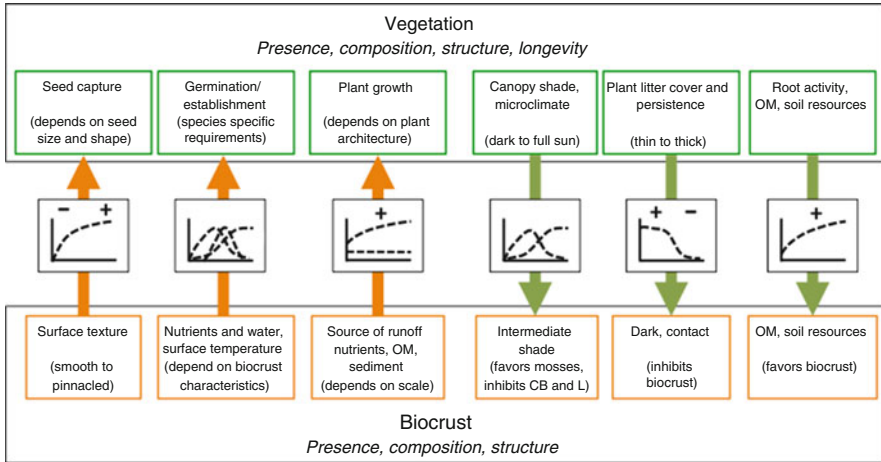 Vegetation
Presence, composition, structure, longevity
Seed capture
(depends on seed
size and shape)
Germination/
establishment
(species specific
requirements)
Plant growth
(depends on plant
architecture)
Canopy shade,
microclimate
(dark to full sun)
Plant litter cover and
persistence
(thin to thick)
Root activity,
OM, soil resources
− +
+
+ −
+
Surface texture
(smooth to
pinnacled)
Nutrients and water,
surface temperature
(depend on biocrust
characteristics)
Source of runoff
nutrients, OM,
sediment
(depends on scale)
Intermediate
shade
(favors mosses,
inhibits CB and L)
Dark, contact
(inhibits
biocrust)
OM, soil resources
(favors biocrust)
Biocrust
Presence, composition, structure